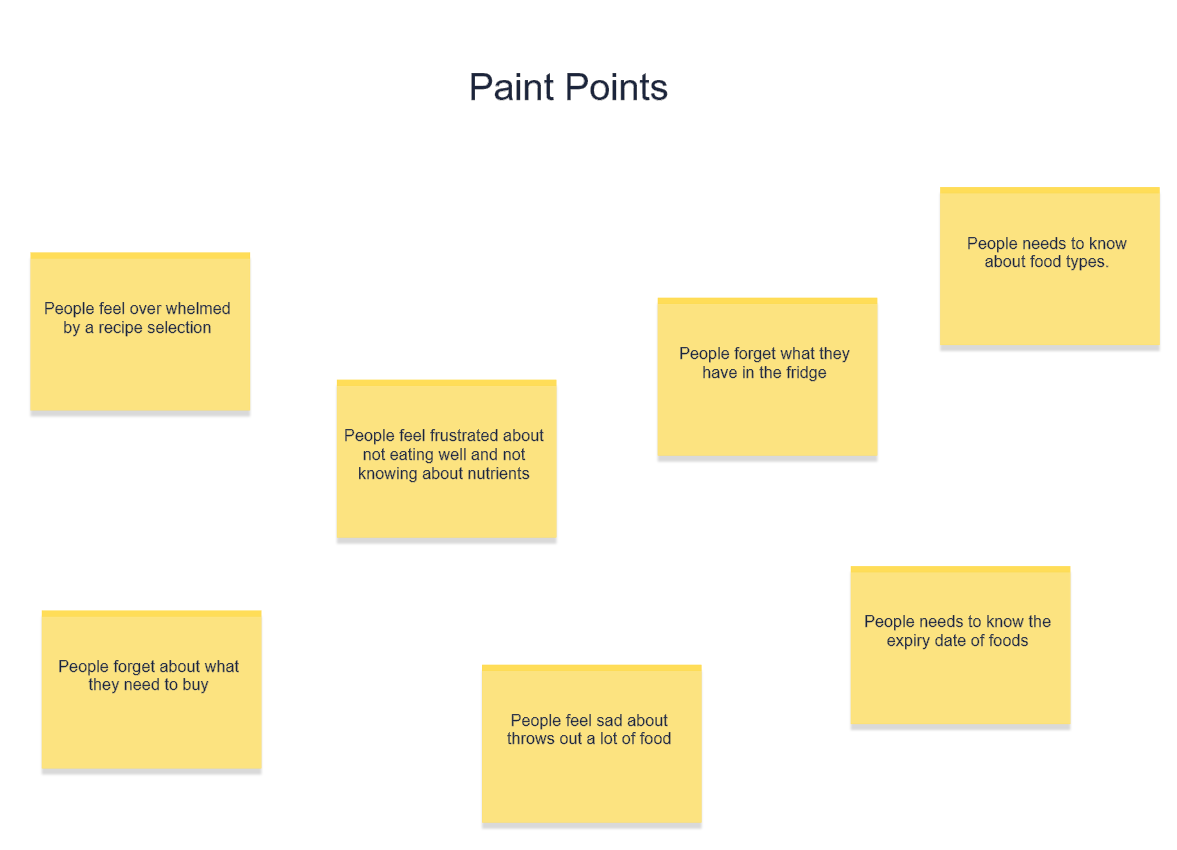 Paint Points
People needs to know
about food types.
People feel over whelmed
by a recipe selection
People forget what they
have in the fridge
People feel frustrated about
not eating well and not
knowing about nutrients
People needs to know the
expiry date of foods
People forget about what
they need to buy
People feel sad about
throws out a lot of food